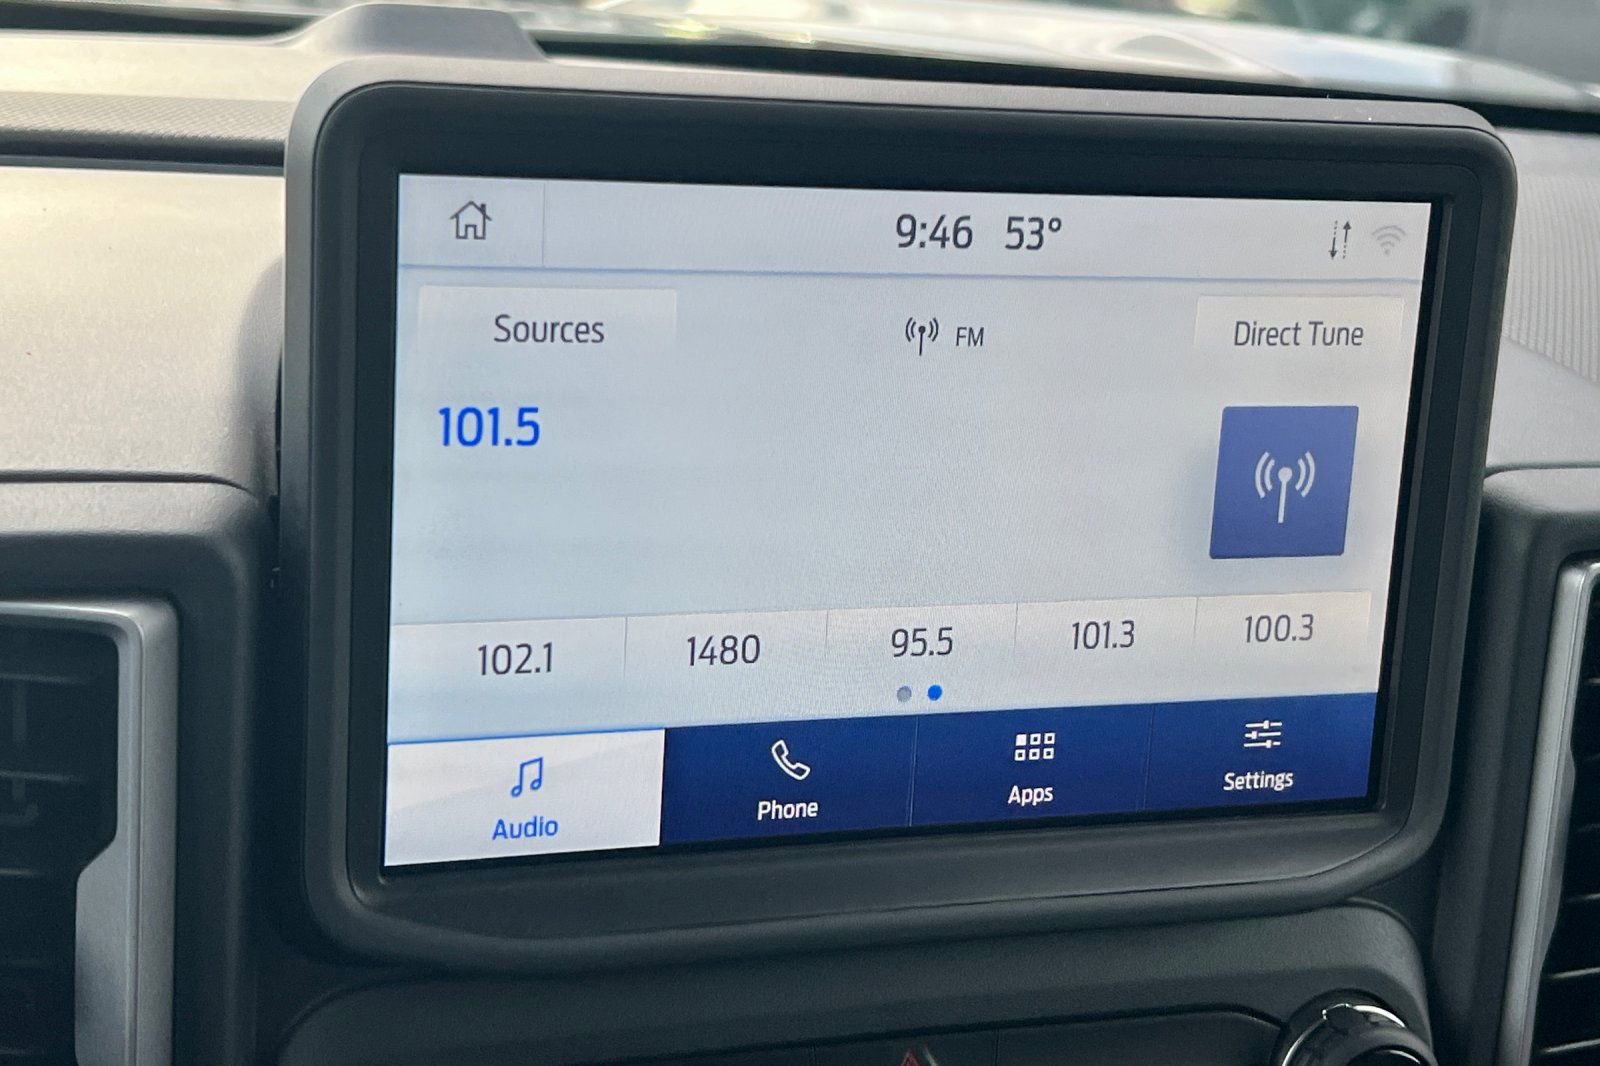 9:46 53°
Sources FM Direct Tune
101.5
102.1 1480 95.5 101.3 100.3
Audio Phone Apps Settings